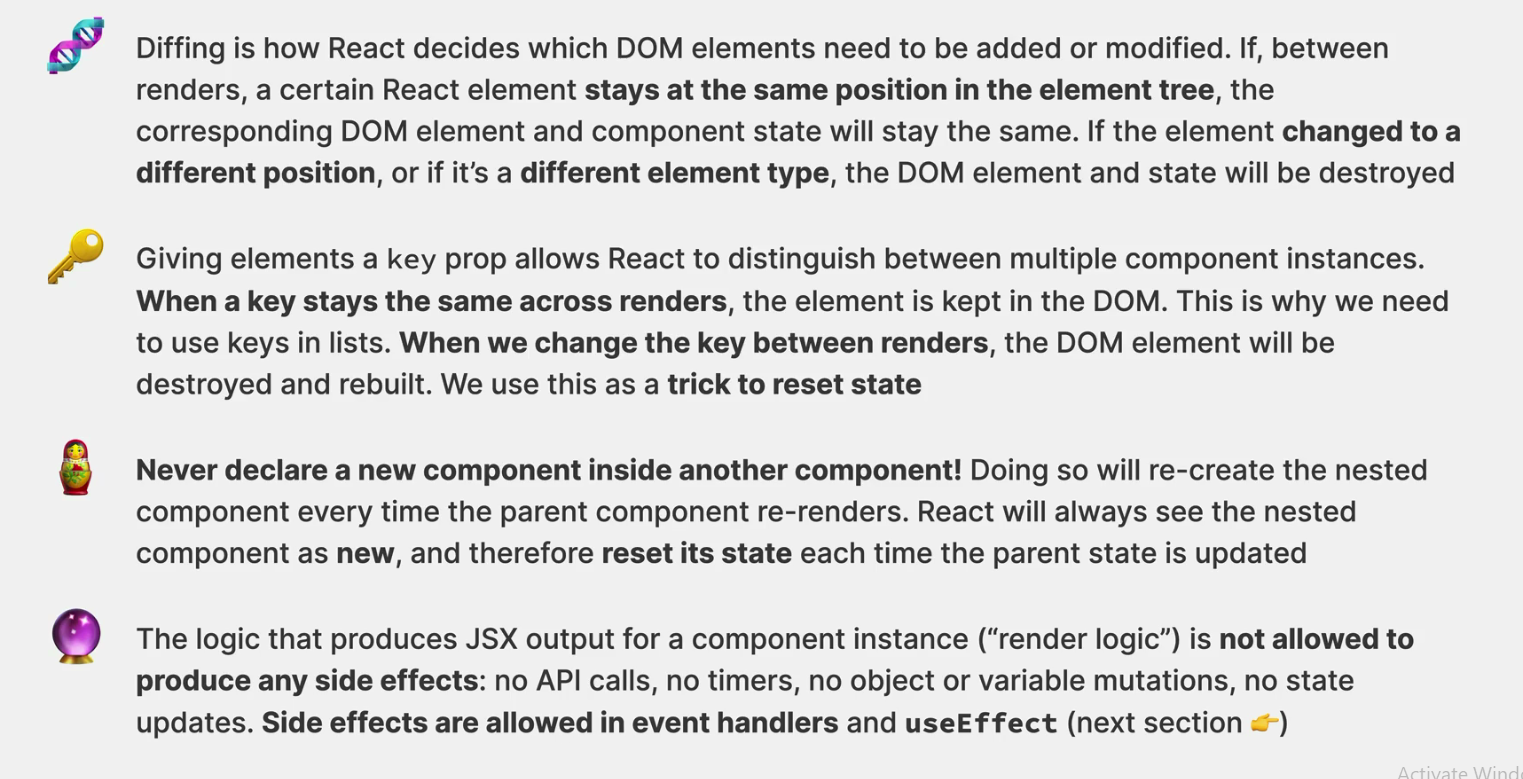 Diffing is how React decides which DOM elements need to be added or modified. If, between
renders, a certain React element stays at the same position in the element tree, the
corresponding DOM element and component state will stay the same. If the element changed to a
different position, or if it’s a different element type, the DOM element and state will be destroyed
Giving elements a key prop allows React to distinguish between multiple component instances.
When a key stays the same across renders, the element is kept in the DOM. This is why we need
to use keys in lists. When we change the key between renders, the DOM element will be
destroyed and rebuilt. We use this as a trick to reset state
Never declare a new component inside another component! Doing so will re-create the nested
component every time the parent component re-renders. React will always see the nested
component as new, and therefore reset its state each time the parent state is updated
The logic that produces JSX output for a component instance (“render logic”) is not allowed to
produce any side effects: no API calls, no timers, no object or variable mutations, no state
updates. Side effects are allowed in event handlers and useEffect (next section 👉)
Activate